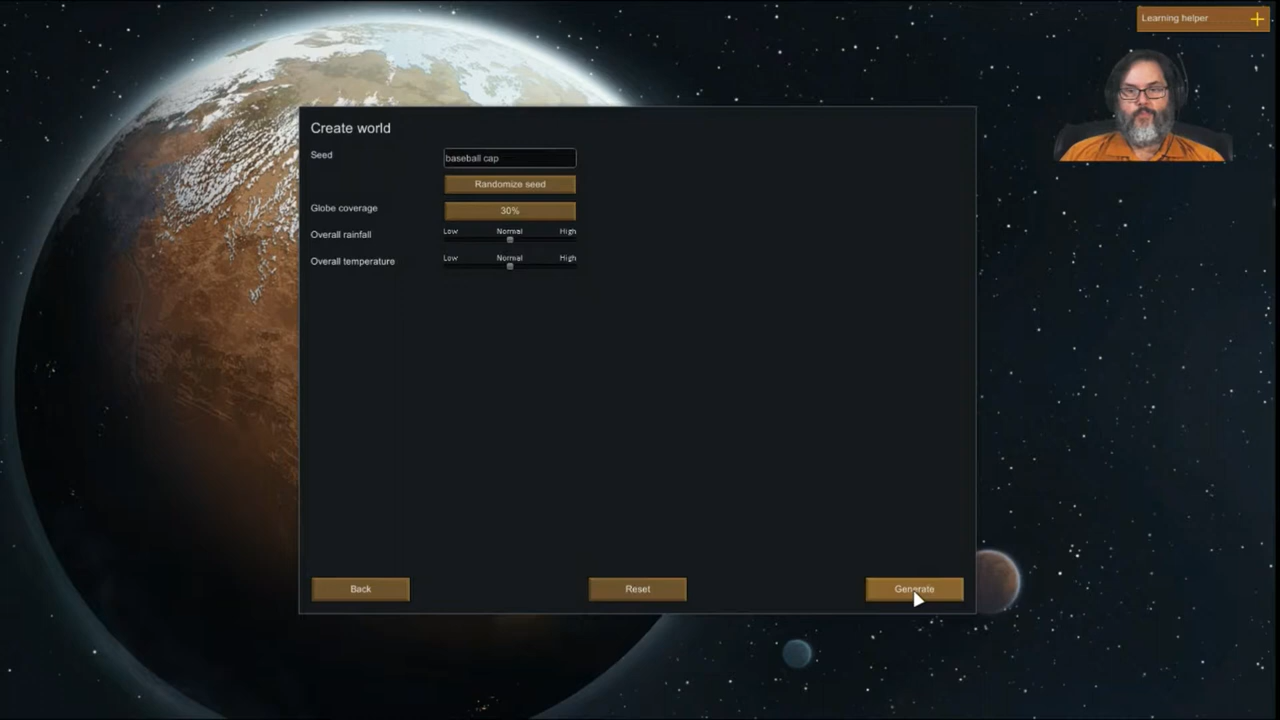 Learning helper
Create world
Seed
baseball cap
Randomize seed
Globe coverage
30%
Overall rainfall
Low Normal High
Overall temperature
Low Normal High
Back
Reset
Generate